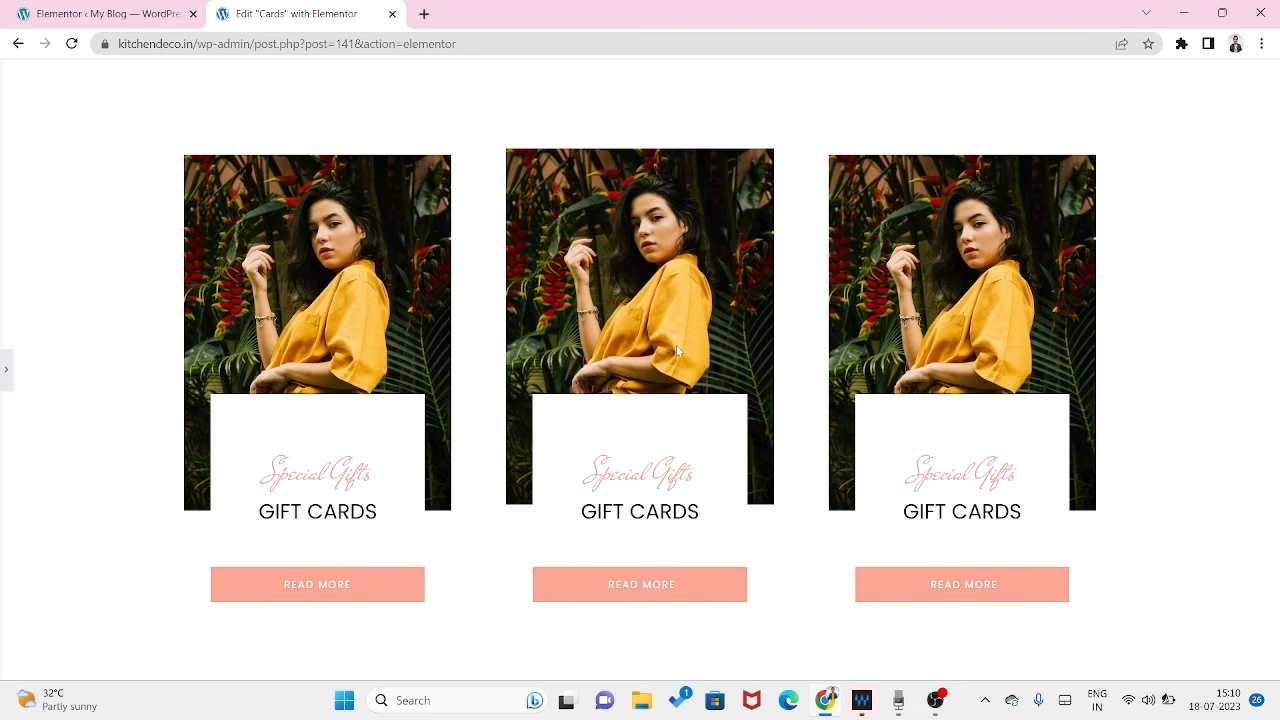 Elementor ‹ My Blog — WordPre
Edit "Cards" with Elementor
kitchendeco.in/wp-admin/post.php?post=141&action=elementor
Special Gifts
GIFT CARDS
READ MORE
Special Gifts
GIFT CARDS
READ MORE
Special Gifts
GIFT CARDS
READ MORE
32°C
Partly sunny
Search
1
ENG
IN
15:10
18-07-2023
26